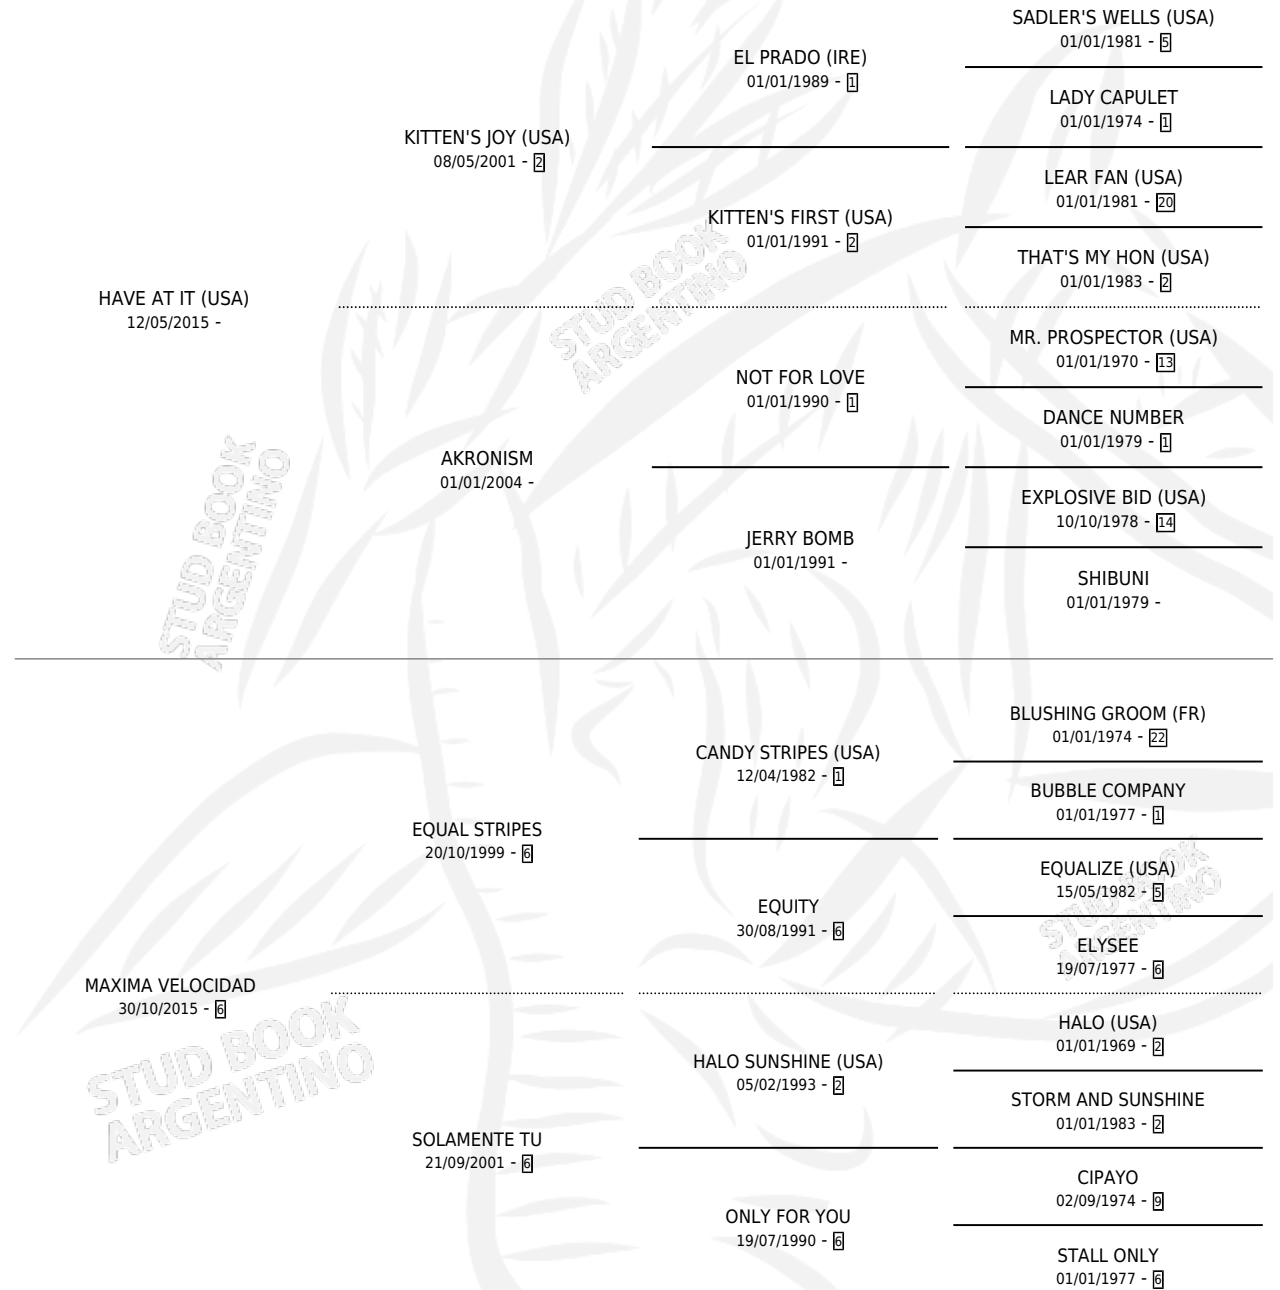 HAVE AT IT (USA)
12/05/2015 -
KITTEN'S JOY (USA)
08/05/2001 - 2
EL PRADO (IRE)
01/01/1989 - 1
SADLER'S WELLS (USA)
01/01/1981 - 5
LADY CAPULET
01/01/1974 - 1
KITTEN'S FIRST (USA)
01/01/1991 - 2
LEAR FAN (USA)
01/01/1981 - 20
THAT'S MY HON (USA)
01/01/1983 - 2
AKRONISM
01/01/2004 -
NOT FOR LOVE
01/01/1990 - 1
MR. PROSPECTOR (USA)
01/01/1970 - 13
DANCE NUMBER
01/01/1979 - 1
JERRY BOMB
01/01/1991 -
EXPLOSIVE BID (USA)
10/10/1978 - 14
SHIBUNI
01/01/1979 -
MAXIMA VELOCIDAD
30/10/2015 - 6
EQUAL STRIPES
20/10/1999 - 6
CANDY STRIPES (USA)
12/04/1982 - 1
BLUSHING GROOM (FR)
01/01/1974 - 22
BUBBLE COMPANY
01/01/1977 - 1
EQUITY
30/08/1991 - 6
EQUALIZE (USA)
15/05/1982 - 5
ELYSEE
19/07/1977 - 6
SOLAMENTE TU
21/09/2001 - 6
HALO SUNSHINE (USA)
05/02/1993 - 2
HALO (USA)
01/01/1969 - 2
STORM AND SUNSHINE
01/01/1983 - 2
ONLY FOR YOU
19/07/1990 - 6
CIPAYO
02/09/1974 - 9
STALL ONLY
01/01/1977 - 6
STUD BOOK
ARGENTINO
STUD BOOK
ARGENTINO
STUD BOOK
ARGENTINO
STUD BOOK
ARGENTINO